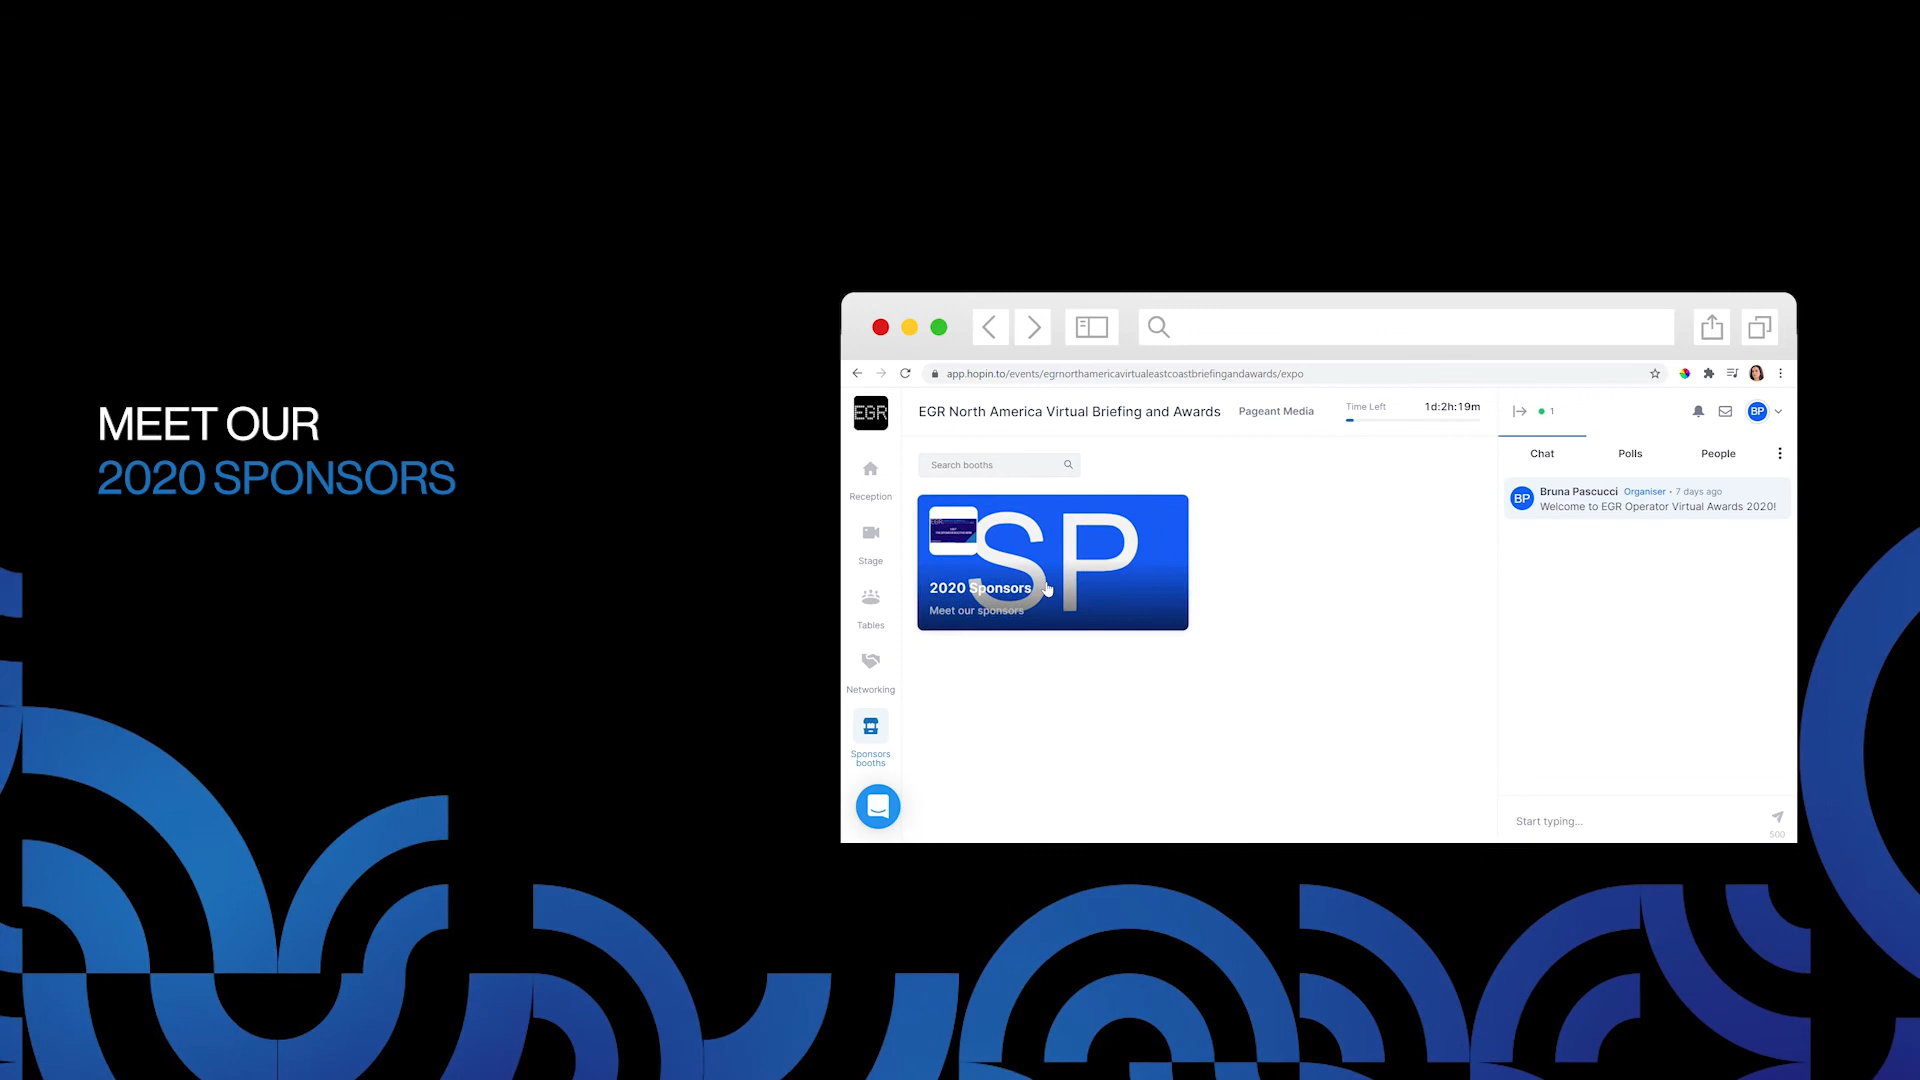 MEET OUR
2020 SPONSORS
app.hopin.to/events/egrnorthamericavirtualeastcoastbriefingandawards/expo
EGR
EGR North America Virtual Briefing and Awards
Pageant Media
Time Left
1d:2h:19m
1
BP
Search booths
Chat
Polls
People
Reception
Stage
Tables
Networking
Sponsors
booths
SP
2020 Sponsors
Meet our sponsors
BP
Bruna Pascucci Organiser • 7 days ago
Welcome to EGR Operator Virtual Awards 2020!
Start typing...
500